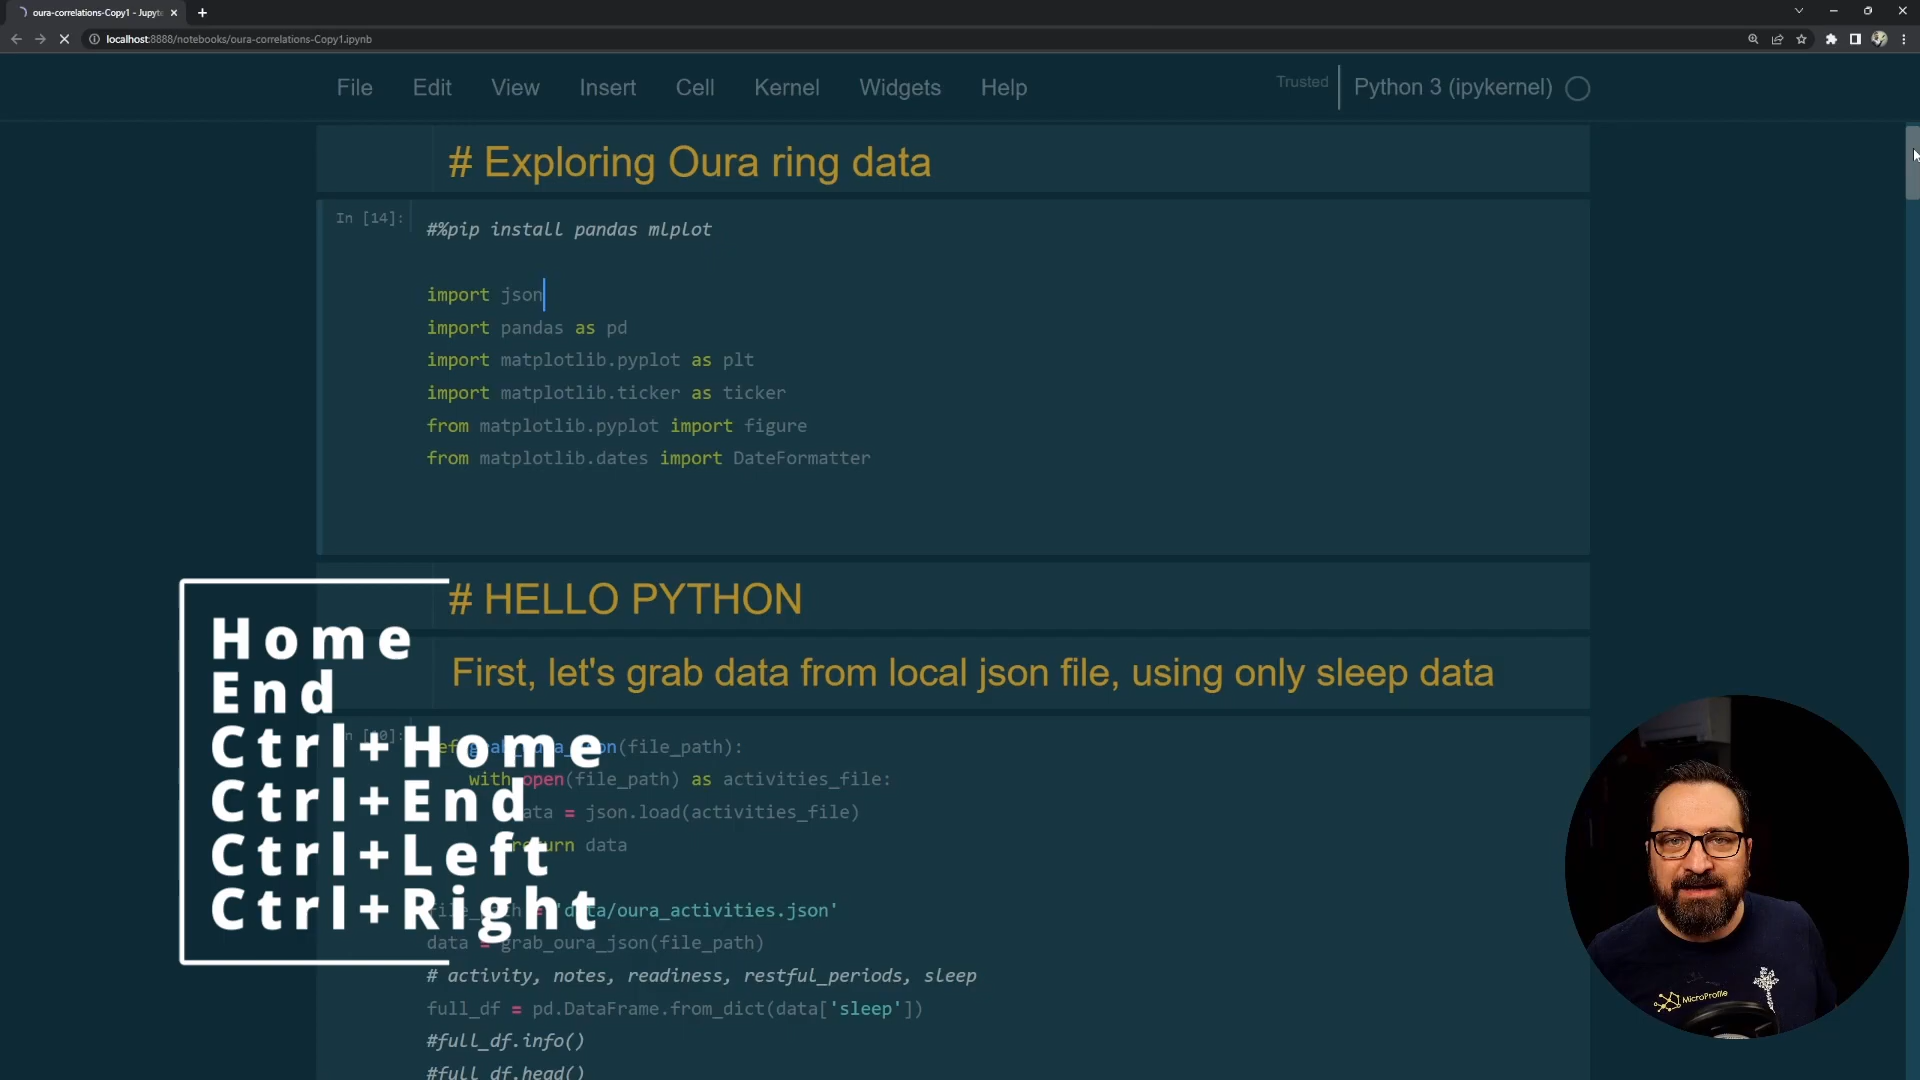 oura-correlations-Copy1 - Jupyt
localhost:8888/notebooks/oura-correlations-Copy1.ipynb
File Edit View Insert Cell Kernel Widgets Help
Trusted
Python 3 (ipykernel)
# Exploring Oura ring data
In [14]:
#%pip install pandas mlplot
import json
import pandas as pd
import matplotlib.pyplot as plt
import matplotlib.ticker as ticker
from matplotlib.pyplot import figure
from matplotlib.dates import DateFormatter
# HELLO PYTHON
First, let's grab data from local json file, using only sleep data
Home
End
Ctrl+Home
Ctrl+End
Ctrl+Left
Ctrl+Right
(file_path):
with open(file_path) as activities_file:
= json.load(activities_file)
data
'data/oura_activities.json'
data = grab_oura_json(file_path)
# activity, notes, readiness, restful_periods, sleep
full_df = pd.DataFrame.from_dict(data['sleep'])
#full_df.info()
#full_df.head()
MicroProfile